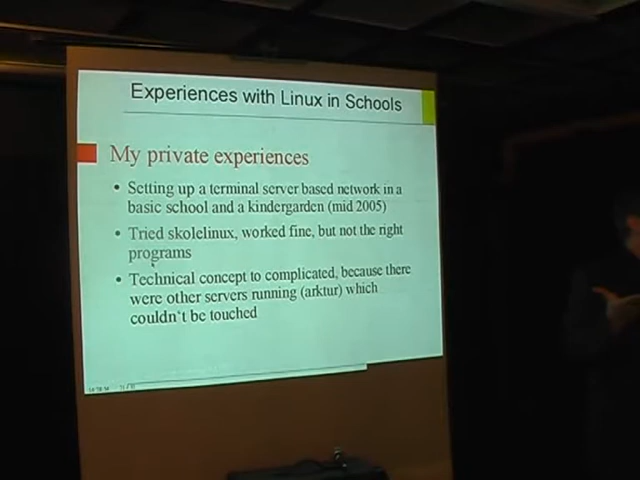 Experiences with Linux in Schools
My private experiences
• Setting up a terminal server based network in a
basic school and a kindergarden (mid 2005)
• Tried skolelinux, worked fine, but not the right
programs
• Technical concept to complicated, because there
were other servers running (arktur) which
couldn't be touched